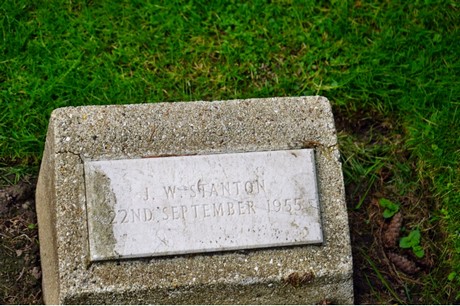 J. W. STANTON
22ND SEPTEMBER 1955